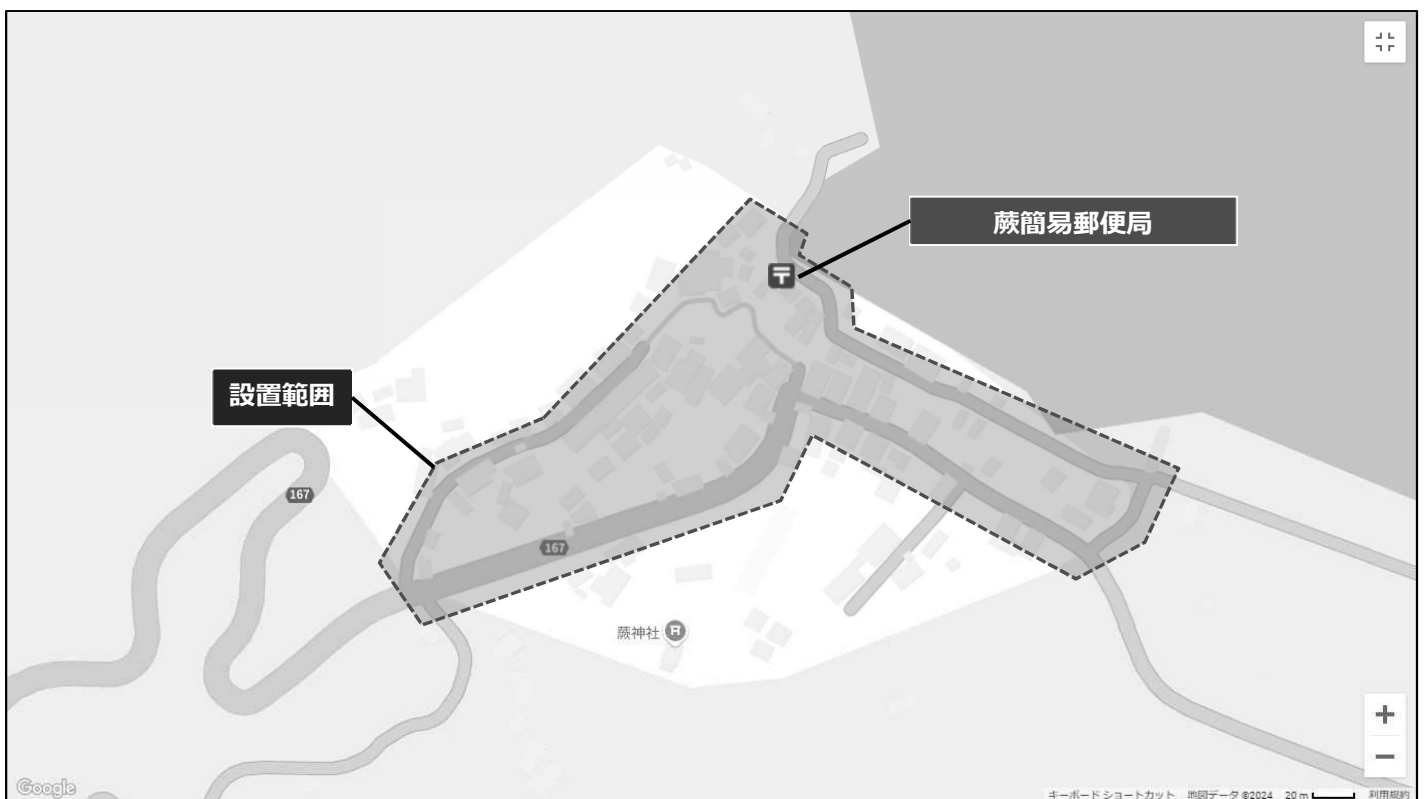 蕨簡易郵便局
設置範囲
167
167
蕨神社
Google
キーボード ショートカット 地図データ ©2024 20 m 利用規約